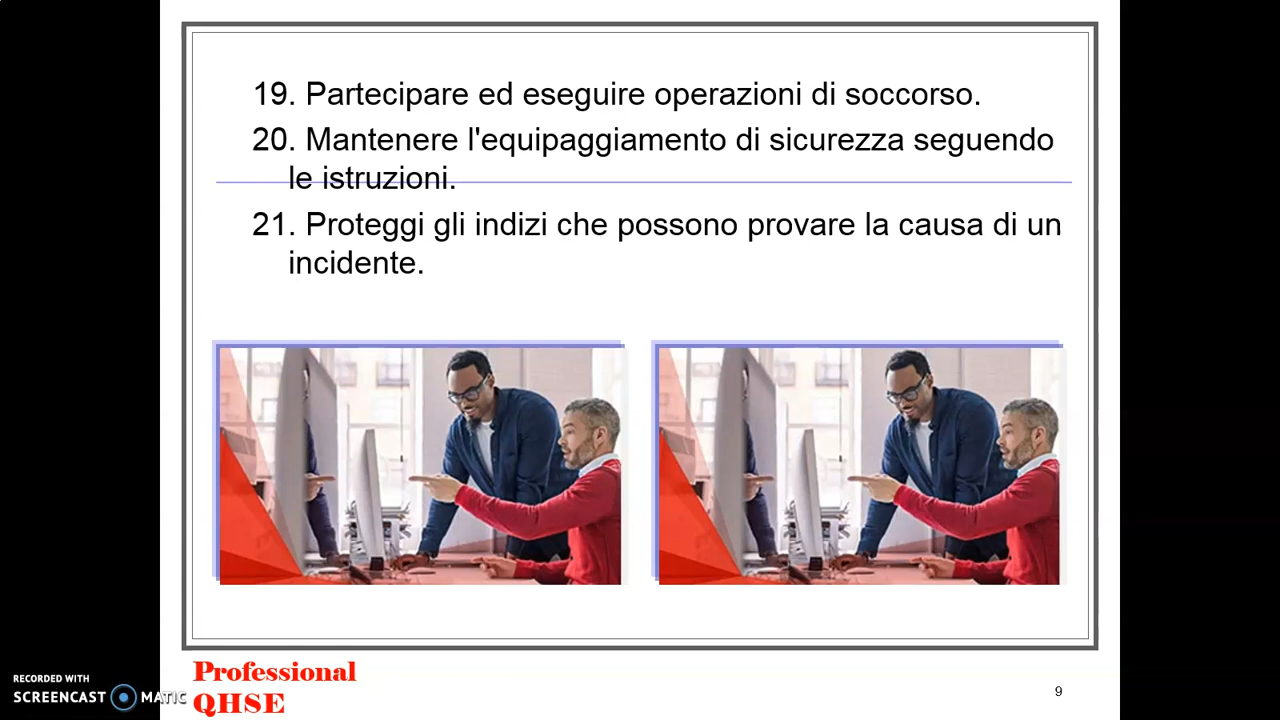 19. Partecipare ed eseguire operazioni di soccorso.
20. Mantenere l'equipaggiamento di sicurezza seguendo
le istruzioni.
21. Proteggi gli indizi che possono provare la causa di un
incidente.
RECORDED WITH
SCREENCAST MATIC
Professional
QHSE
9